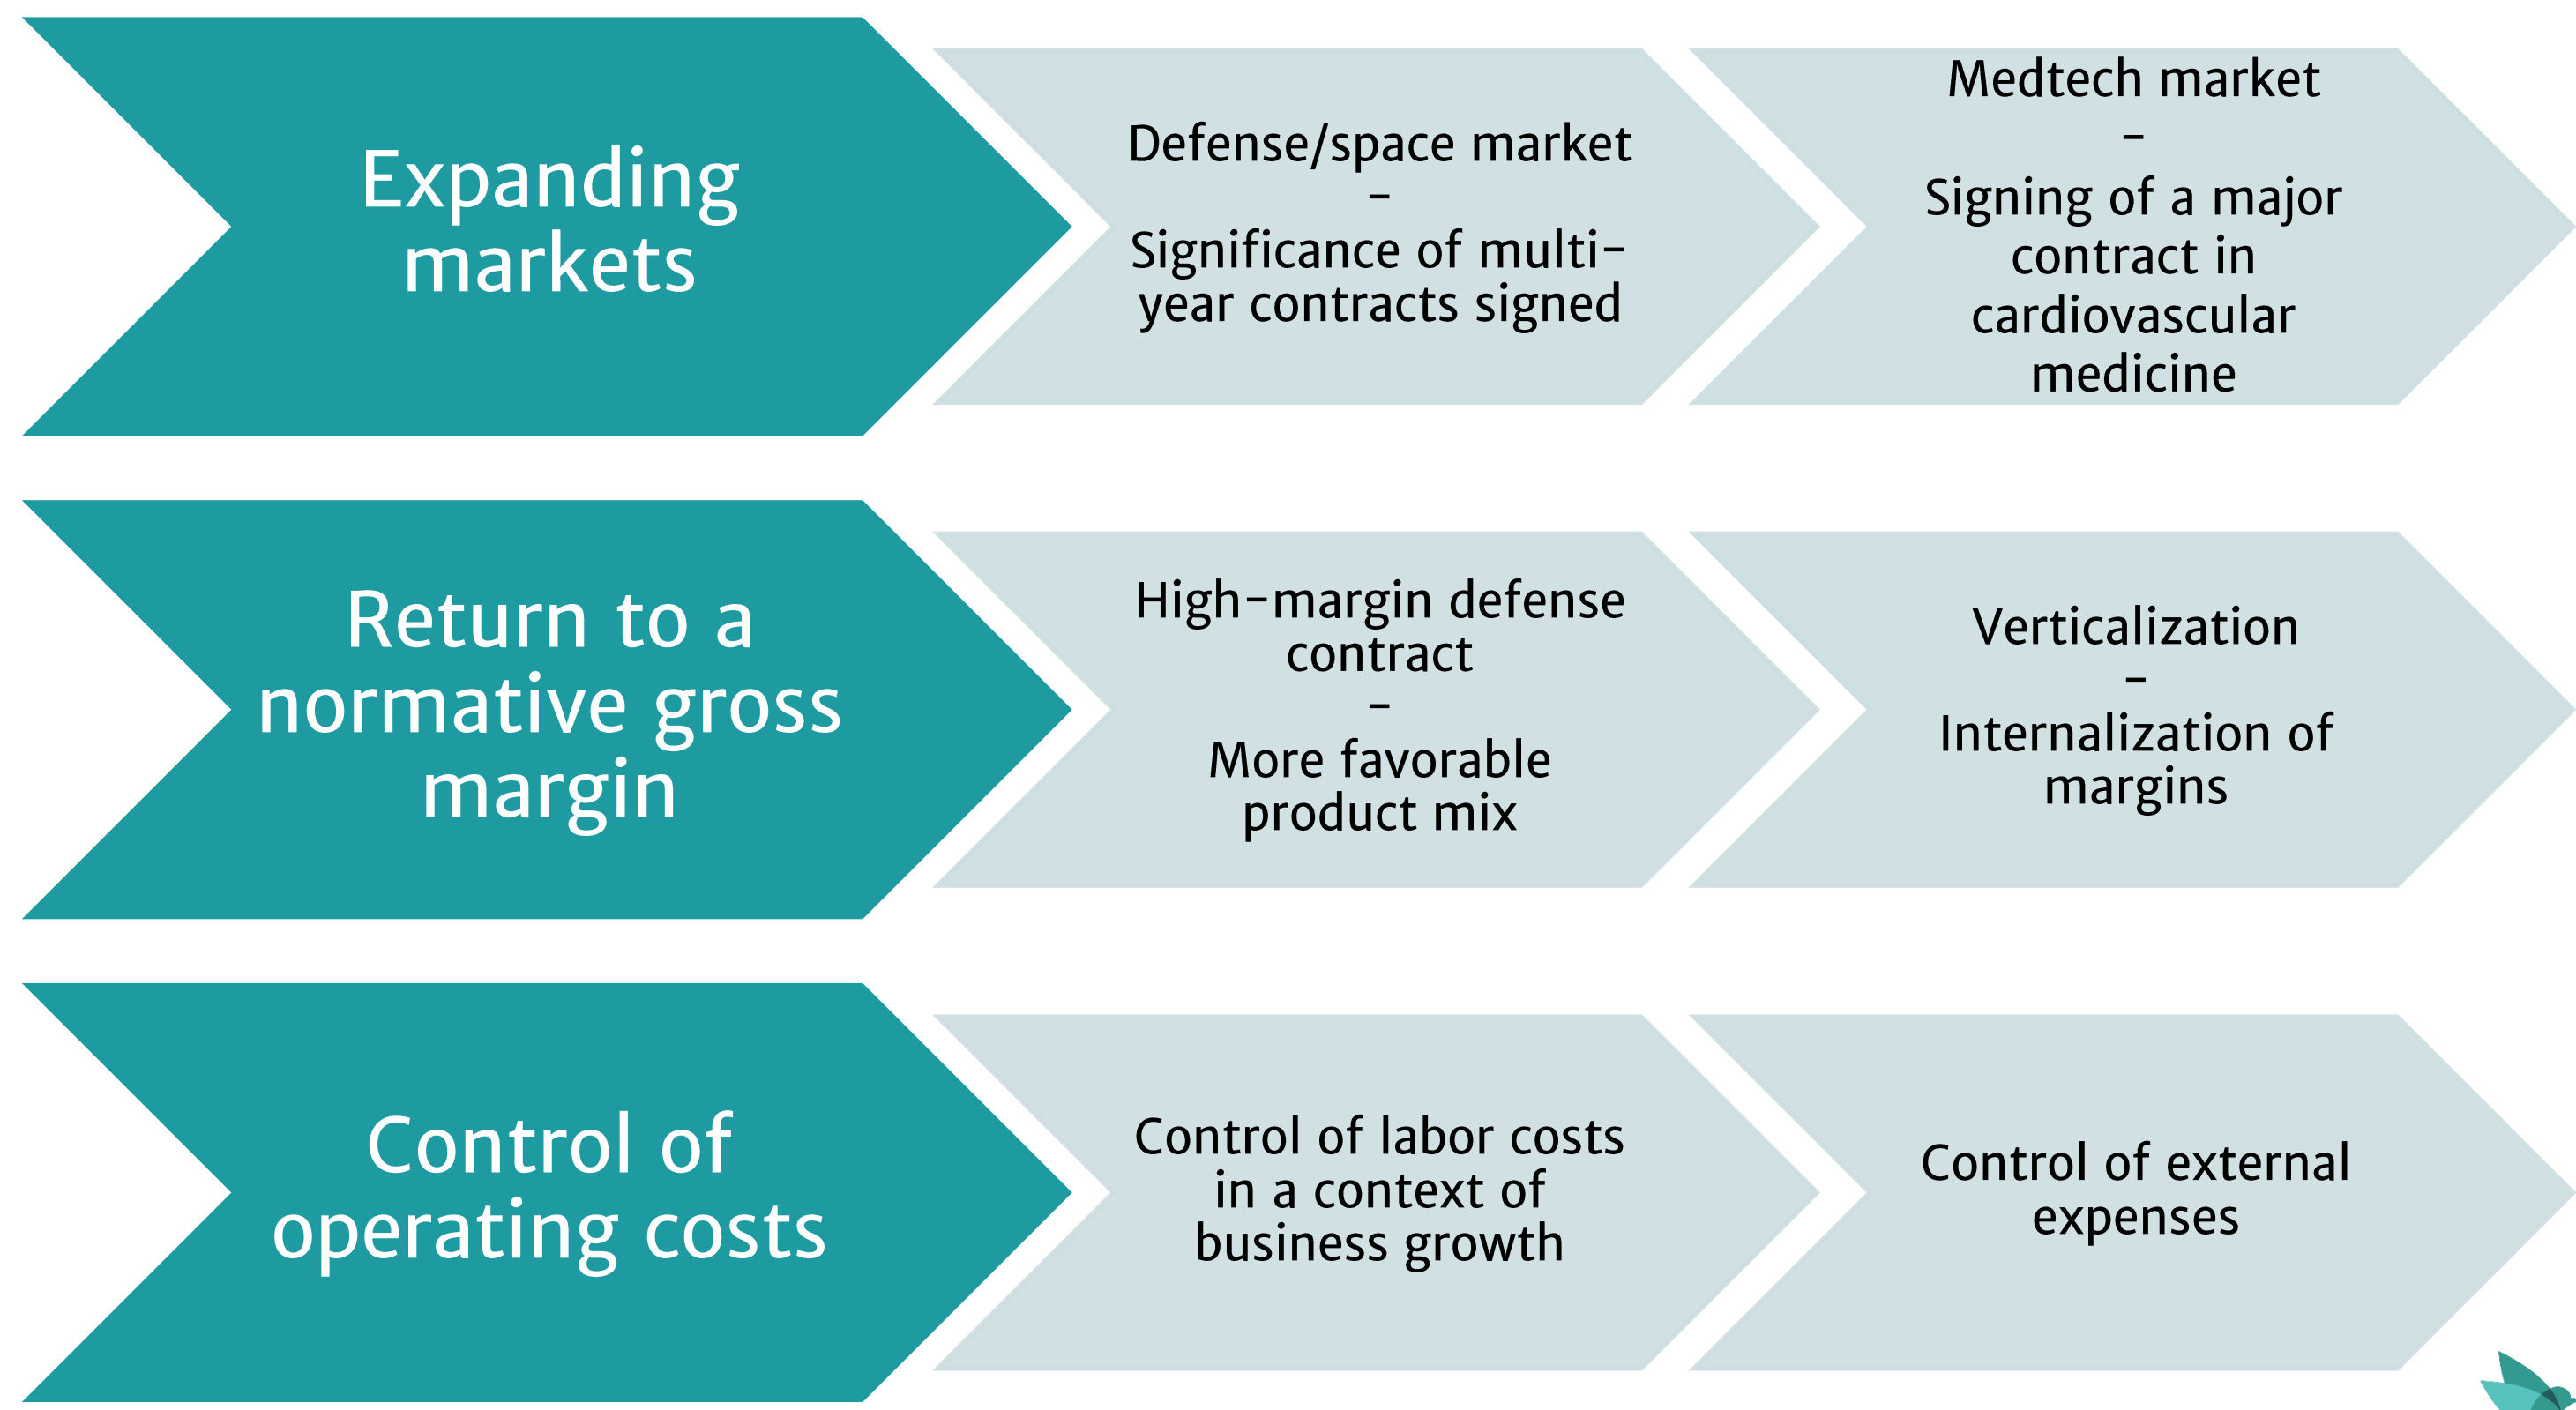 Expanding
markets
Defense/space market
–
Significance of multi-
year contracts signed
Medtech market
–
Signing of a major
contract in
cardiovascular
medicine
Return to a
normative gross
margin
High-margin defense
contract
–
More favorable
product mix
Verticalization
–
Internalization of
margins
Control of
operating costs
Control of labor costs
in a context of
business growth
Control of external
expenses